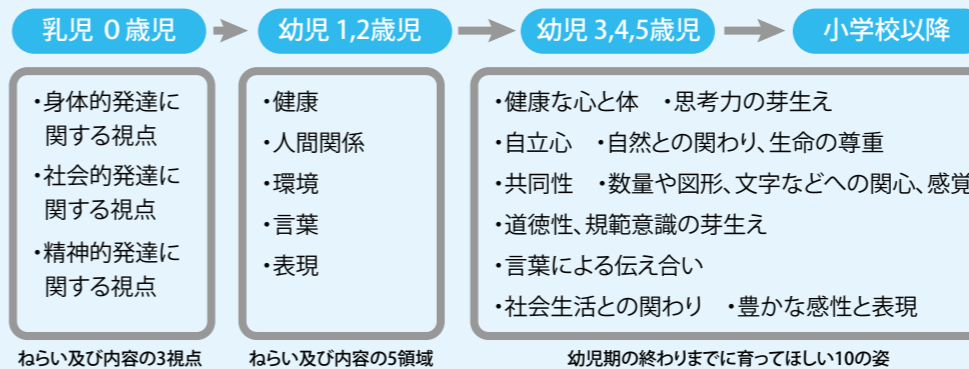 乳児 0歳児
幼児 1,2歳児
幼児 3,4,5歳児
小学校以降
・身体的発達に
関する視点
・社会的発達に
関する視点
・精神的発達に
関する視点
ねらい及び内容の3視点
・健康
・人間関係
・環境
・言葉
・表現
ねらい及び内容の5領域
・健康な心と体 ・思考力の芽生え
・自立心 ・自然との関わり、生命の尊重
・共同性 ・数量や図形、文字などへの関心、感覚
・道徳性、規範意識の芽生え
・言葉による伝え合い
・社会生活との関わり ・豊かな感性と表現
幼児期の終わりまでに育ってほしい10の姿